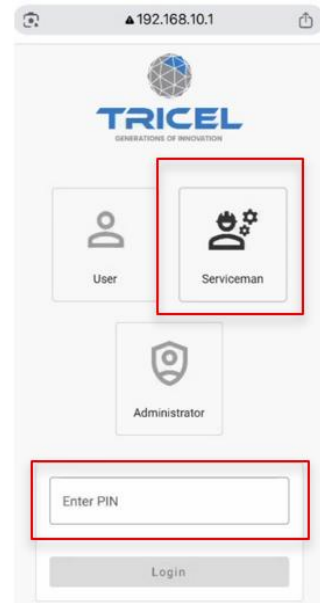 192.168.10.1
TRICEL
GENERATIONS OF INNOVATION
User
Serviceman
Administrator
Enter PIN
Login